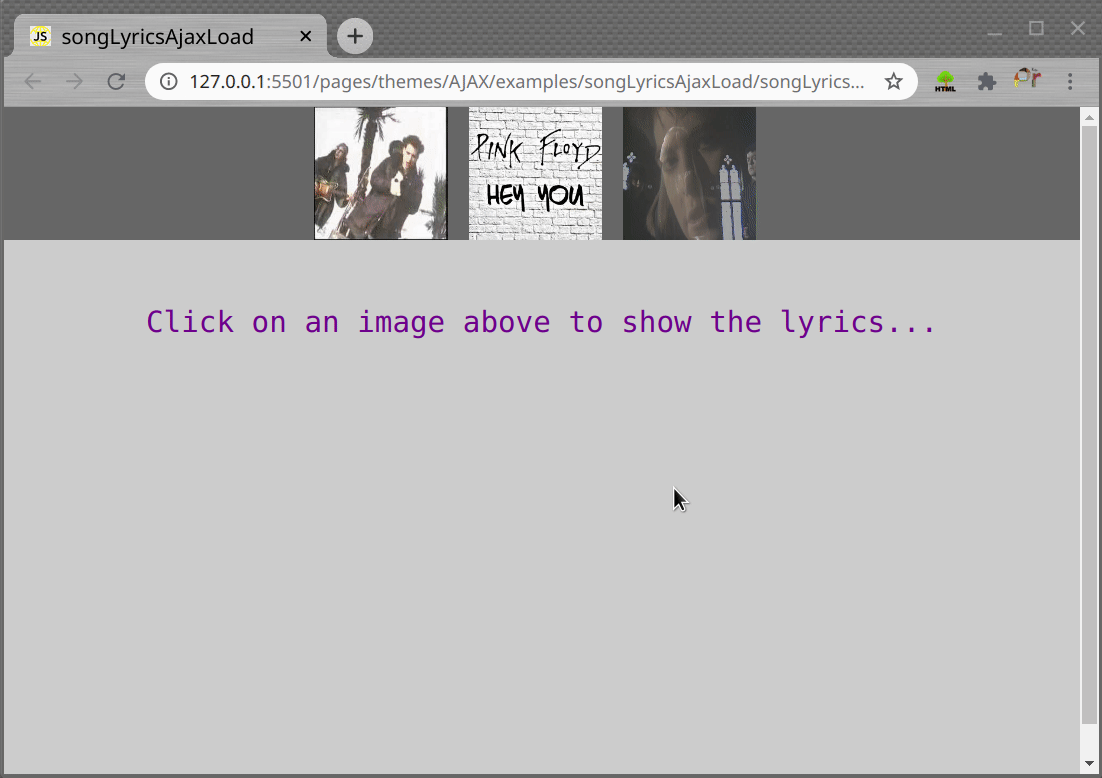 JS songLyricsAjaxLoad
127.0.0.1:5501/pages/themes/AJAX/examples/songLyricsAjaxLoad/songLyrics...
HTML
PINK FLOYD
HEY YOU
Click on an image above to show the lyrics...